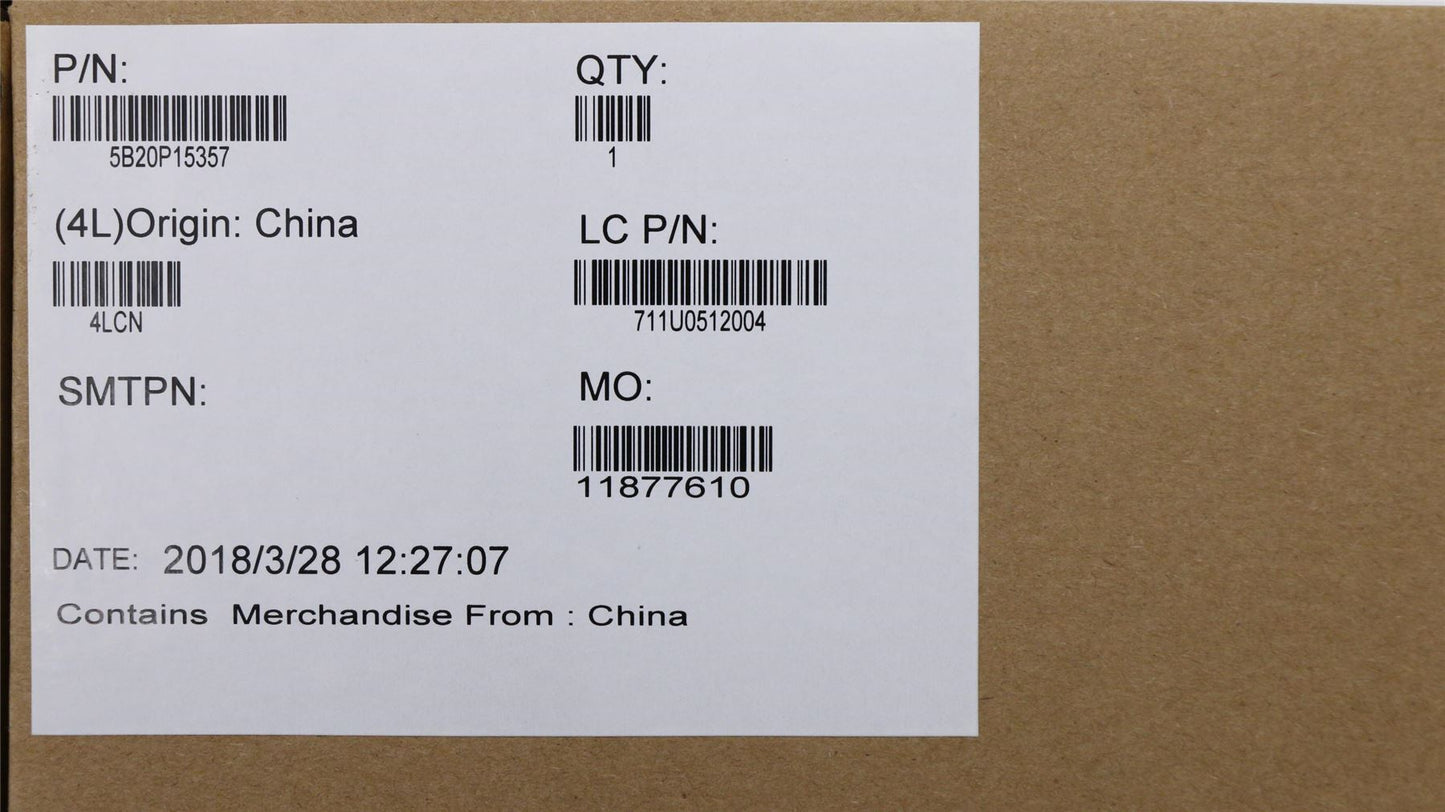 P/N:
5B20P15357
QTY:
1
(4L)Origin: China
4LCN
LC P/N:
711U0512004
SMTPN:
MO:
11877610
DATE: 2018/3/28 12:27:07
Contains Merchandise From : China